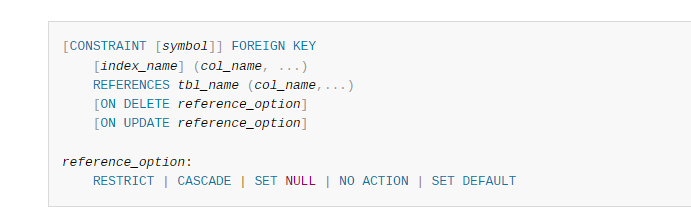 [CONSTRAINT [symbol]] FOREIGN KEY
[index_name] (col_name, ...)
REFERENCES tbl_name (col_name,...)
[ON DELETE reference_option]
[ON UPDATE reference_option]
reference_option:
RESTRICT | CASCADE | SET NULL | NO ACTION | SET DEFAULT